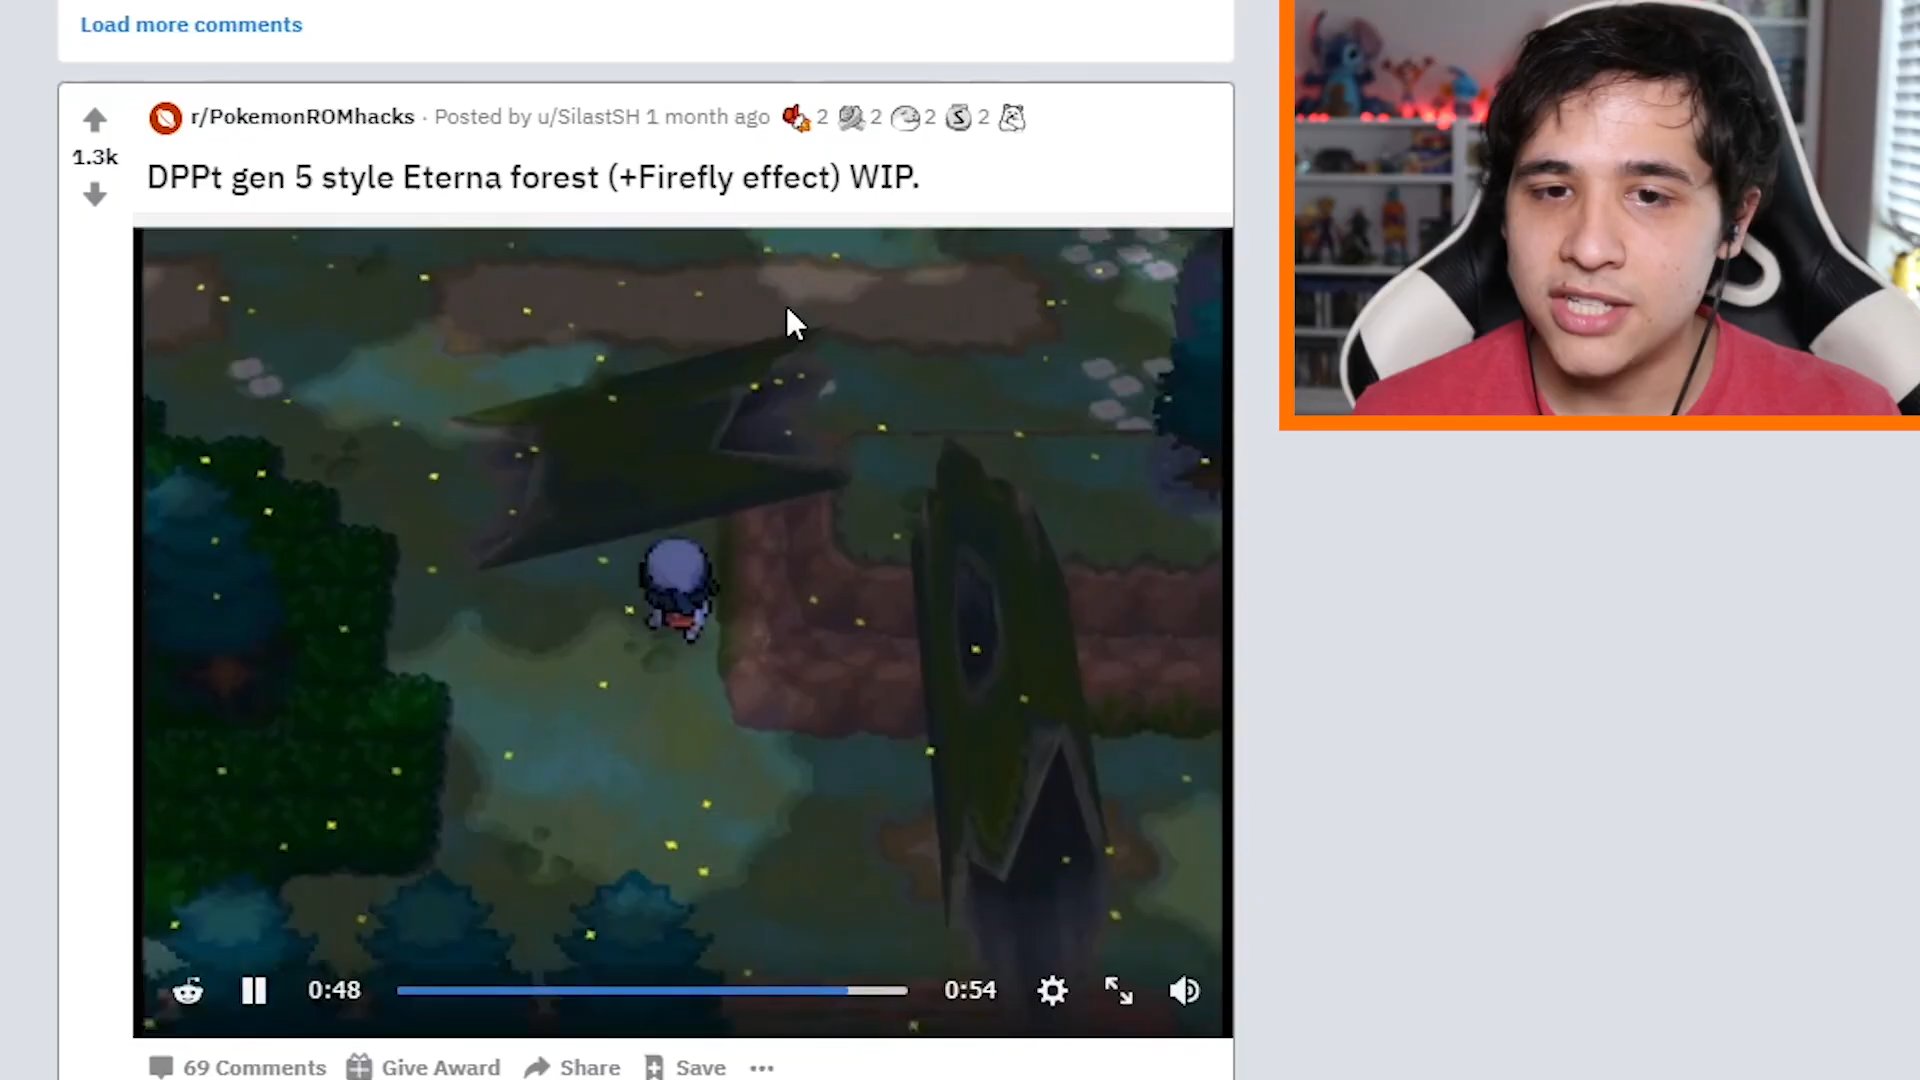 Load more comments
r/PokemonROMhacks · Posted by u/SilastSH 1 month ago 2 2 2 S 2
1.3k
DPPt gen 5 style Eterna forest (+Firefly effect) WIP.
0:48 0:54
69 Comments Give Award Share Save ...